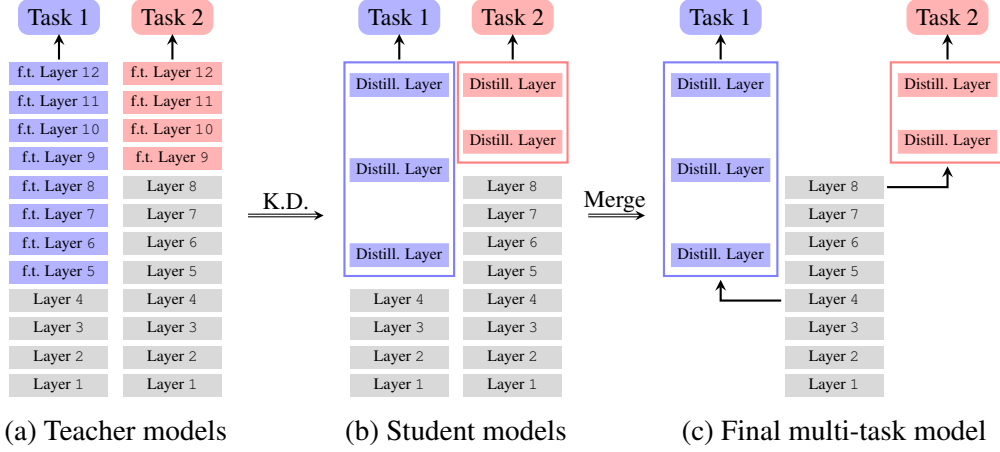 Task 1
Task 2
f.t. Layer 12
f.t. Layer 11
f.t. Layer 10
f.t. Layer 9
f.t. Layer 8
f.t. Layer 7
f.t. Layer 6
f.t. Layer 5
Layer 4
Layer 3
Layer 2
Layer 1
f.t. Layer 12
f.t. Layer 11
f.t. Layer 10
f.t. Layer 9
Layer 8
Layer 7
Layer 6
Layer 5
Layer 4
Layer 3
Layer 2
Layer 1
(a) Teacher models
K.D.
Task 1
Task 2
Distill. Layer
Distill. Layer
Distill. Layer
Layer 4
Layer 3
Layer 2
Layer 1
Distill. Layer
Distill. Layer
Layer 8
Layer 7
Layer 6
Layer 5
Layer 4
Layer 3
Layer 2
Layer 1
(b) Student models
Merge
Task 1
Task 2
Distill. Layer
Distill. Layer
Distill. Layer
Layer 8
Layer 7
Layer 6
Layer 5
Layer 4
Layer 3
Layer 2
Layer 1
Distill. Layer
Distill. Layer
(c) Final multi-task model